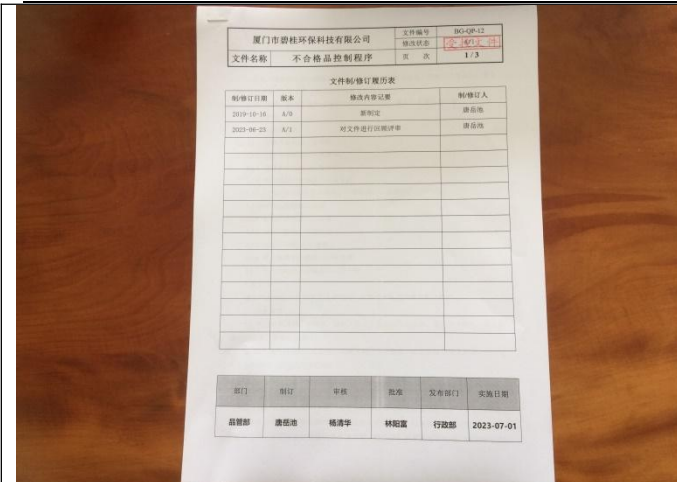 厦门市碧桂环保科技有限公司 文件编号 BG-QP-12
修改状态 A/1 受控文件
文件名称 不合格品控制程序 页 次 1 / 3
文件制/修订履历表
制/修订日期 版本 修改内容记要 制/修订人
2019-10-16 A/0 新制定 唐岳池
2023-06-25 A/1 对文件进行回顾评审 唐岳池
部门 制订 审核 批准 发布部门 实施日期
品管部 唐岳池 杨清华 林阳富 行政部 2023-07-01